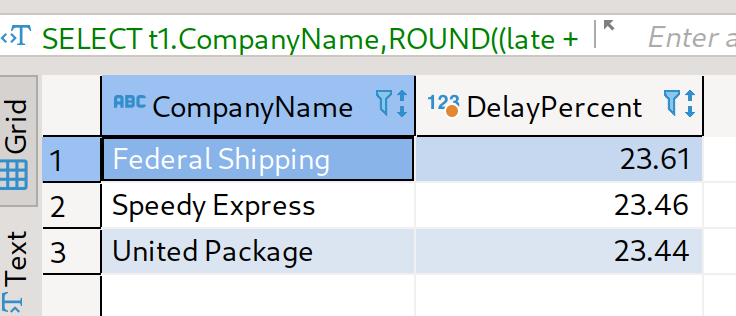 SELECT t1.CompanyName,ROUND((late + Enter a
Grid
Text
ABC CompanyName 123 DelayPercent
1 Federal Shipping 23.61
2 Speedy Express 23.46
3 United Package 23.44